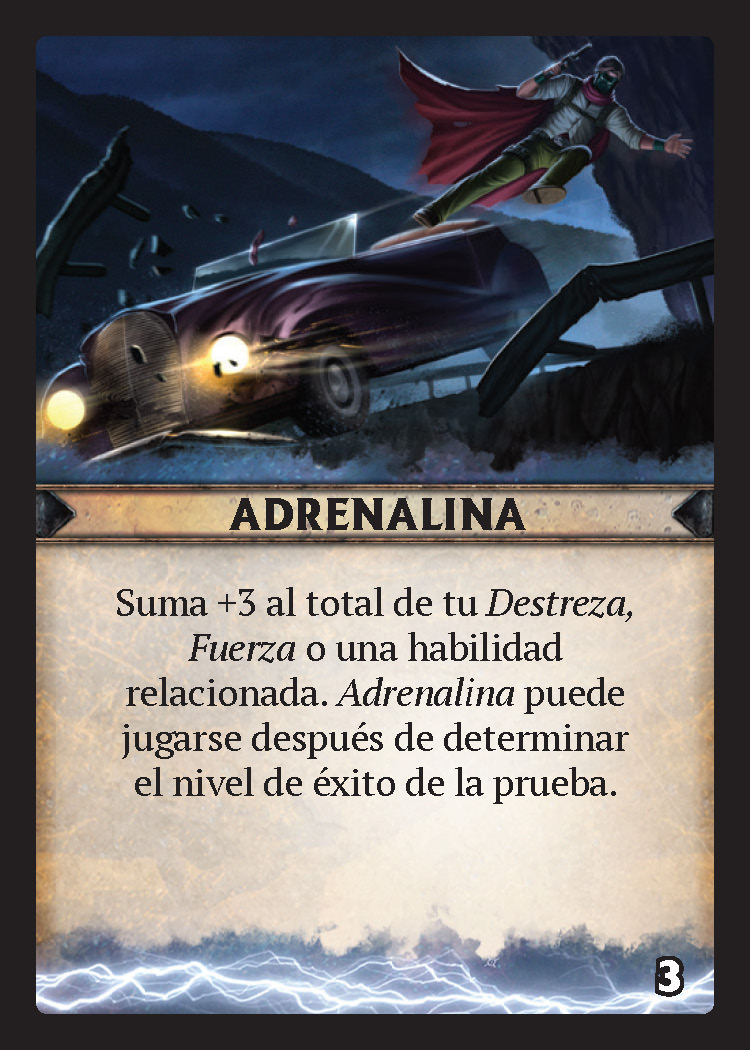 ADRENALINA
Suma +3 al total de tu Destreza,
Fuerza o una habilidad
relacionada. Adrenalina puede
jugarse después de determinar
el nivel de éxito de la prueba.
3